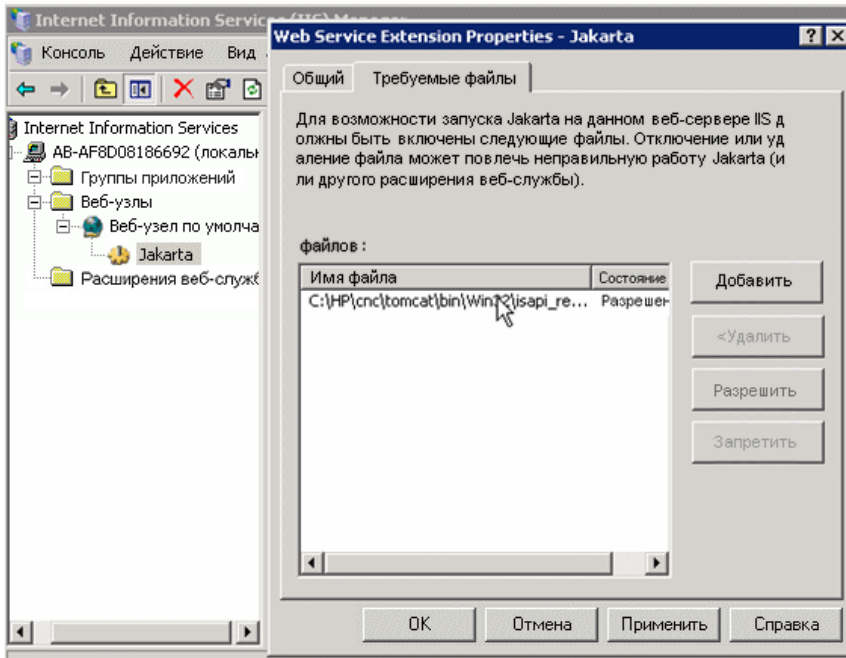 Internet Information Services (IIS) Manager
Консоль Действие Вид
Internet Information Services
AB-AF8D08186692 (локальн
Группы приложений
Веб-узлы
Веб-узел по умолча
Jakarta
Расширения веб-служб
Web Service Extension Properties - Jakarta
Общий Требуемые файлы
Для возможности запуска Jakarta на данном веб-сервере IIS д
олжны быть включены следующие файлы. Отключение или уд
аление файла может повлечь неправильную работу Jakarta (и
ли другого расширения веб-службы).
файлов :
Имя файла Состояние
C:\HP\cnc\tomcat\bin\Win32\isapi_re... Разрешен
Добавить
<Удалить
Разрешить
Запретить
OK Отмена Применить Справка